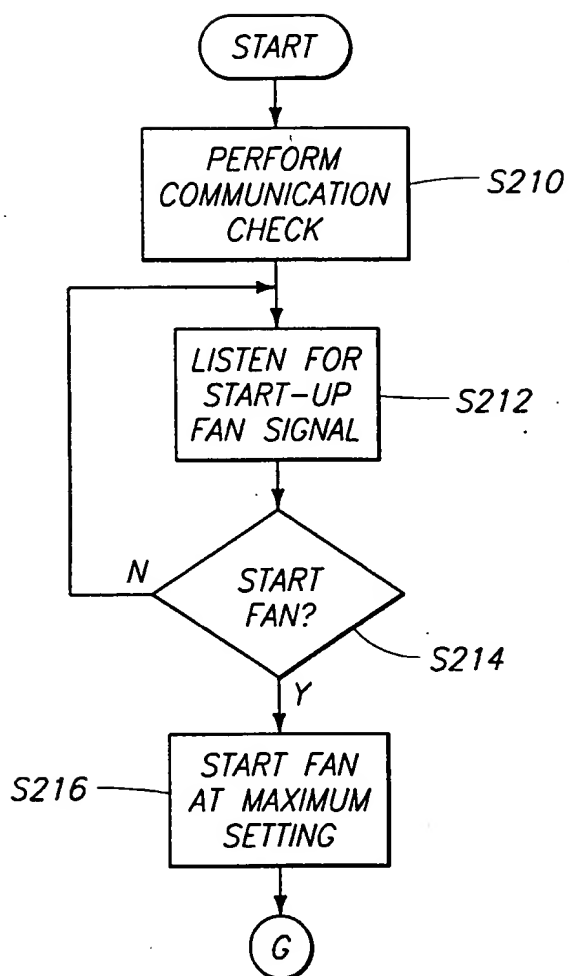 START
PERFORM
COMMUNICATION
CHECK
S210
LISTEN FOR
START-UP
FAN SIGNAL
S212
N
START
FAN?
S214
Y
START FAN
AT MAXIMUM
SETTING
S216
G